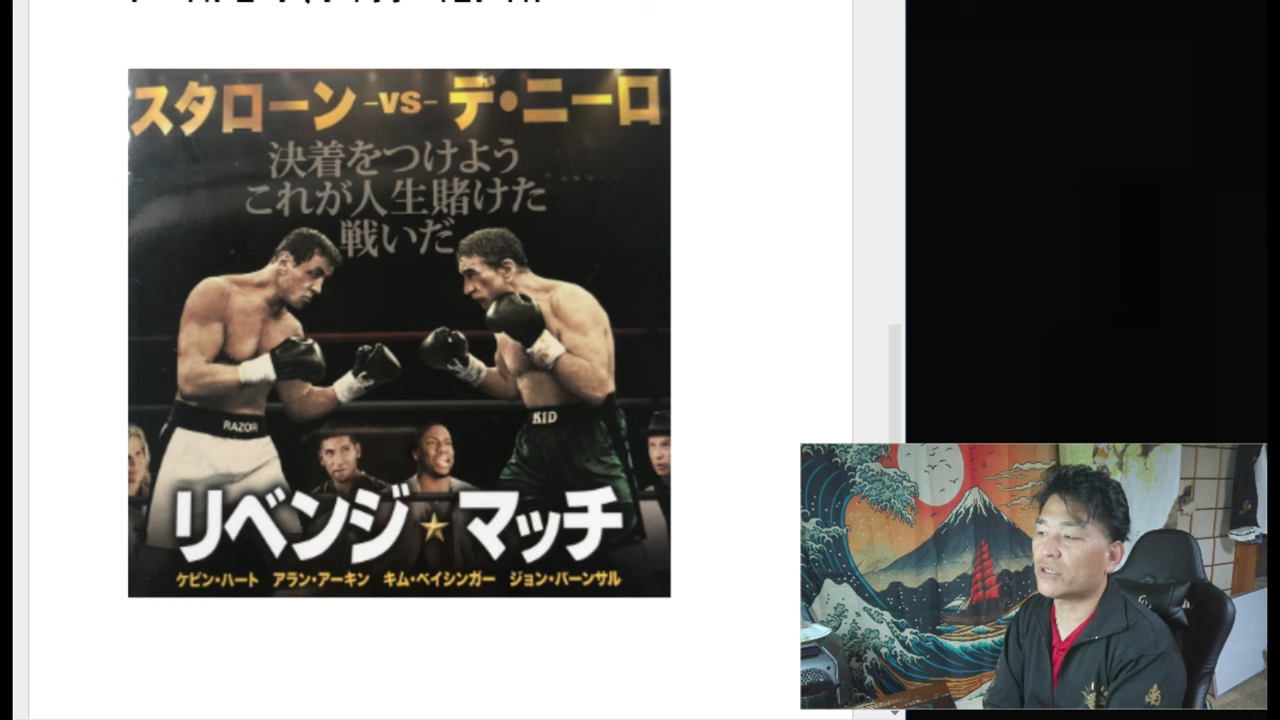 スタローン -VS- デ・ニーロ
決着をつけよう
これが人生賭けた
戦いだ
RAZOR
KID
リベンジ★マッチ
ケビン・ハート アラン・アーキン キム・ベイシンガー ジョン・バーンサル